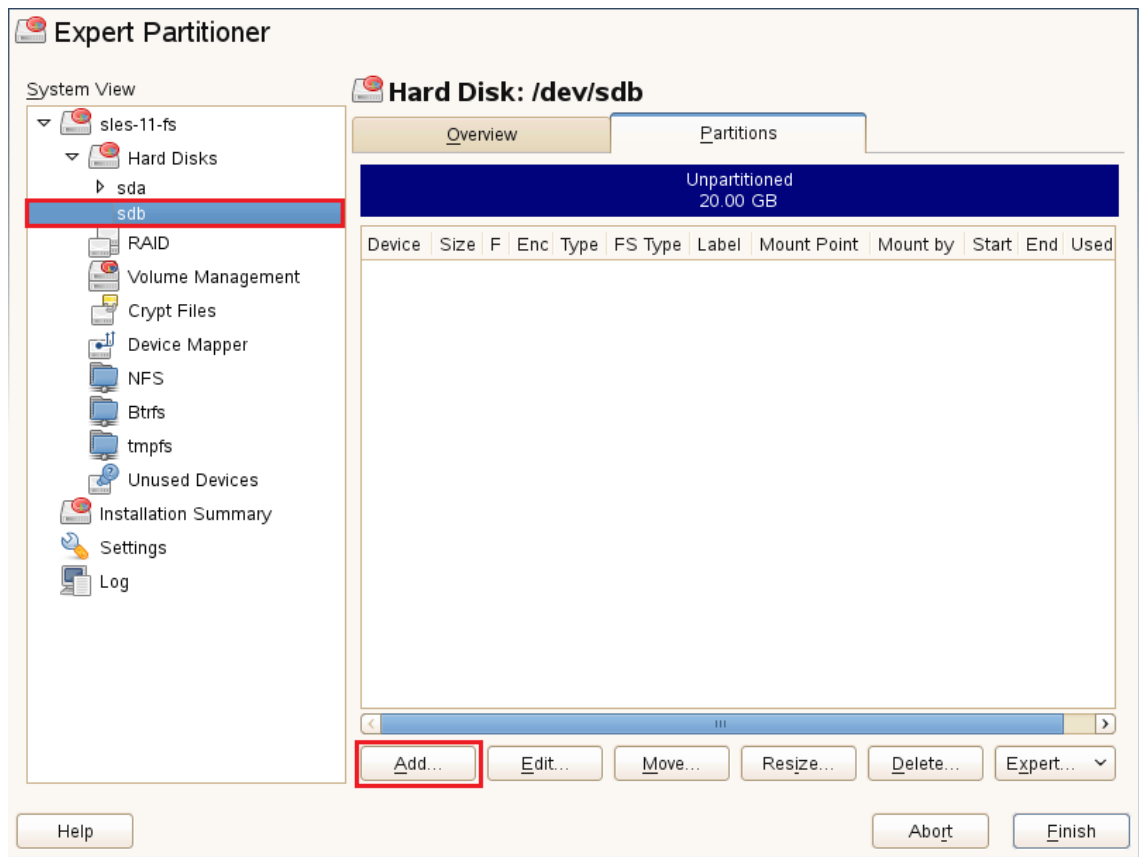 Expert Partitioner
System View
sles-11-fs
Hard Disks
sda
sdb
RAID
Volume Management
Crypt Files
Device Mapper
NFS
Btrfs
tmpfs
Unused Devices
Installation Summary
Settings
Log
Hard Disk: /dev/sdb
Overview Partitions
Unpartitioned
20.00 GB
Device Size F Enc Type FS Type Label Mount Point Mount by Start End Used
Add... Edit... Move... Resize... Delete... Expert...
Help Abort Finish